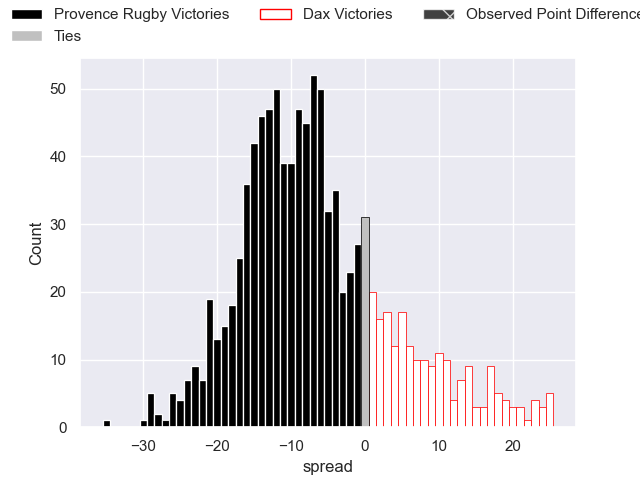 Provence Rugby Victories
Dax Victories
Observed Point Difference
Ties
50
40
30
20
10
0
Count
−30
−20
−10
0
10
20
spread